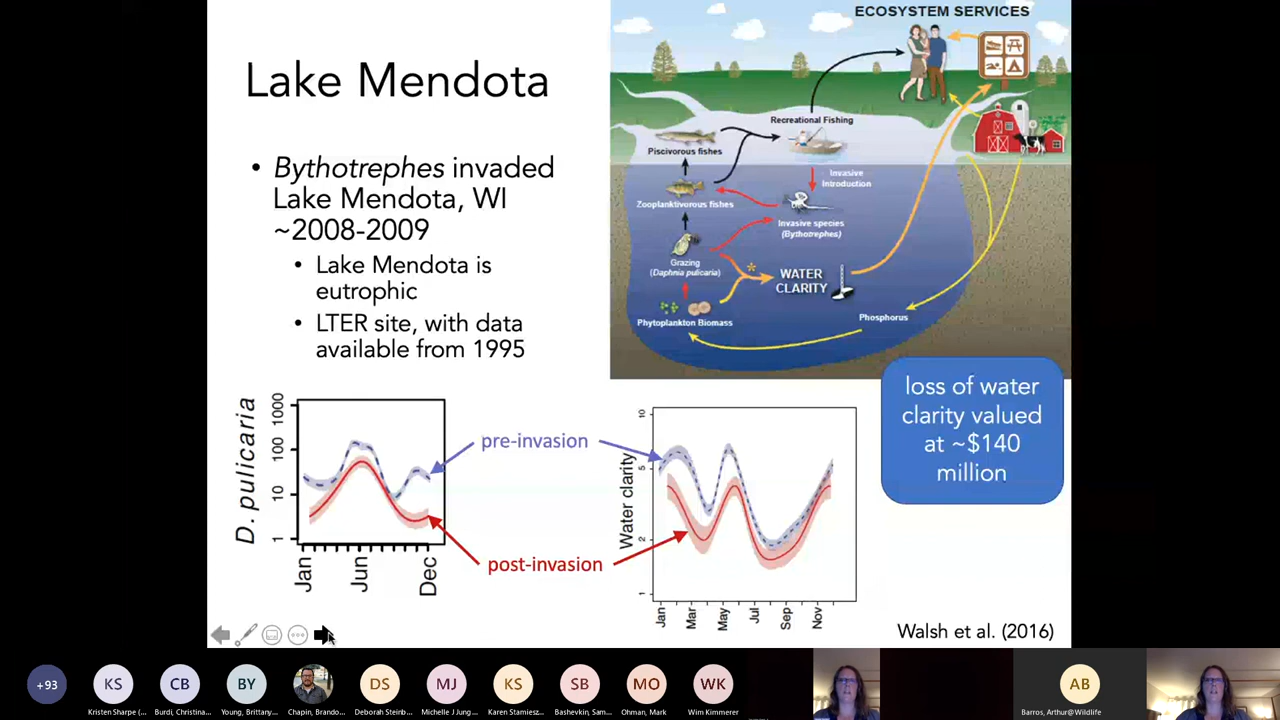 ECOSYSTEM SERVICES
Lake Mendota
• Bythotrephes invaded
Lake Mendota, WI
~2008-2009
• Lake Mendota is
eutrophic
• LTER site, with data
available from 1995
Recreational Fishing
Piscivorous fishes
Invasive
Introduction
Zooplanktivorous fishes
Invasive species
(Bythotrephes)
Grazing
(Daphnia pulicaria)
*
WATER
CLARITY
Phytoplankton Biomass
Phosphorus
loss of water
clarity valued
at ~$140
million
D. pulicaria
1000
100
10
1
Jan
Jun
Dec
pre-invasion
post-invasion
Water clarity
10
5
2
1
Jan
Mar
May
Jul
Sep
Nov
Walsh et al. (2016)
+93
KS
CB
BY
DS
MJ
KS
SB
MO
WK
AB
Kristen Sharpe (...
Burdi, Christina...
Young, Brittany...
Chapin, Brando...
Deborah Steinb...
Michelle J Jung...
Karen Stamiesz...
Bashevkin, Sam...
Ohman, Mark
Wim Kimmerer
Barros, Arthur@Wildlife